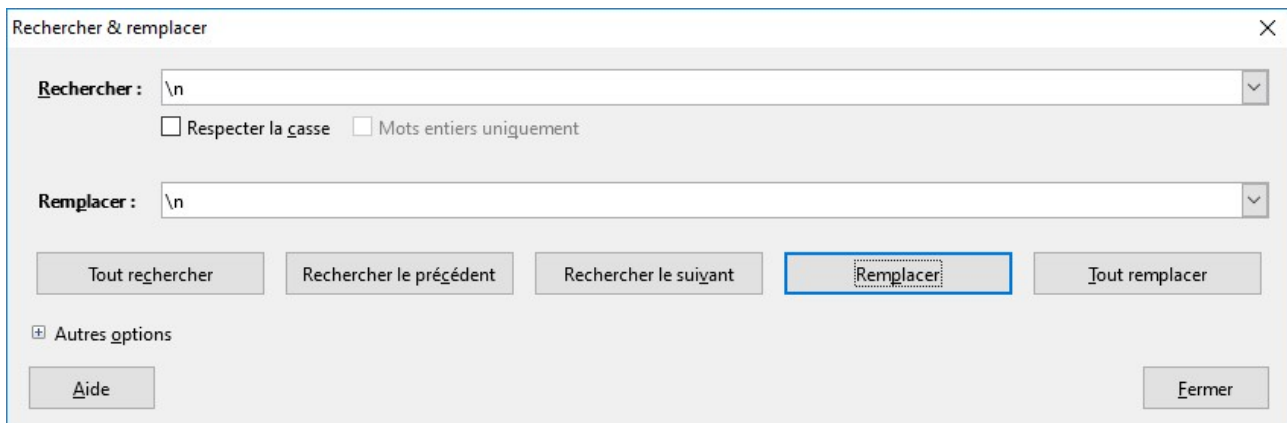 Rechercher & remplacer
Rechercher : \n
Respecter la casse Mots entiers uniquement
Remplacer : \n
Tout rechercher Rechercher le précédent Rechercher le suivant Remplacer Tout remplacer
Autres options
Aide Fermer